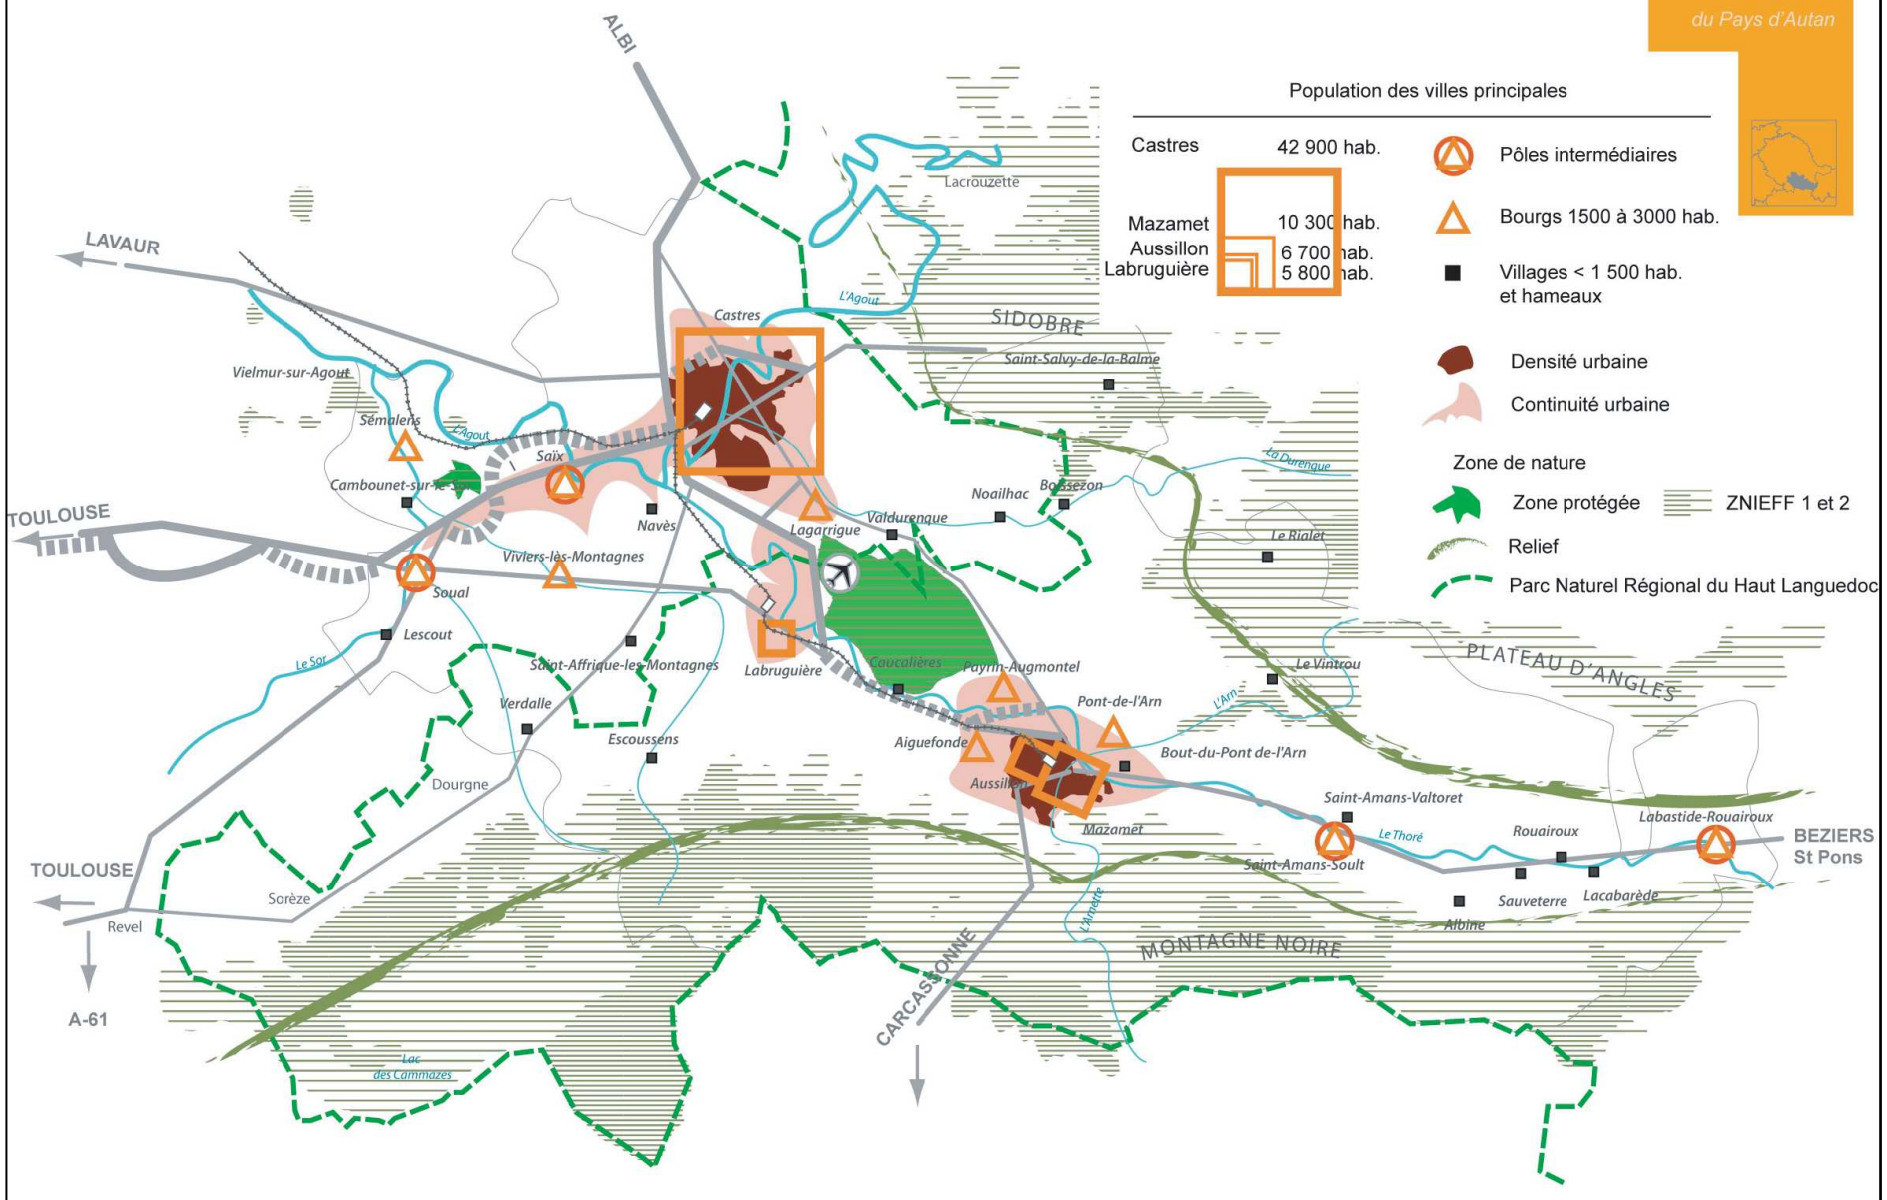 du Pays d'Autan
Population des villes principales
Castres 42 900 hab.
Mazamet 10 300 hab.
Aussillon 6 700 hab.
Labruguière 5 800 hab.
Pôles intermédiaires
Bourgs 1500 à 3000 hab.
Villages < 1 500 hab.
et hameaux
Densité urbaine
Continuité urbaine
Zone de nature
Zone protégée
ZNIEFF 1 et 2
Relief
Parc Naturel Régional du Haut Languedoc
ALBI
LAVAUR
Lacrouzette
L'Agout
Castres
SIDOBRE
Saint-Salvy-de-la-Balme
Vielmur-sur-Agout
Sémalens
L'Agout
Saïx
La Durenque
Cambounet-sur-le-Sor
Noailhac
Boissezon
TOULOUSE
Navès
Lagarrigue
Valdurenque
Le Rialet
Viviers-lès-Montagnes
Soual
Lescout
Le Sor
Saint-Affrique-les-Montagnes
Labruguière
Caucalières
Payrin-Augmontel
Le Vintrou
PLATEAU D'ANGLES
Verdalle
Pont-de-l'Arn
L'Arn
Escoussens
Aiguefonde
Bout-du-Pont de-l'Arn
Dourgne
Aussillon
Saint-Amans-Valtoret
Mazamet
Le Thoré
Rouairoux
Labastide-Rouairoux
BEZIERS
St Pons
Saint-Amans-Soult
TOULOUSE
Sorèze
Revel
L'Arnette
Sauveterre
Lacabarède
Albine
MONTAGNE NOIRE
CARCASSONNE
A-61
Lac
des Cammazes